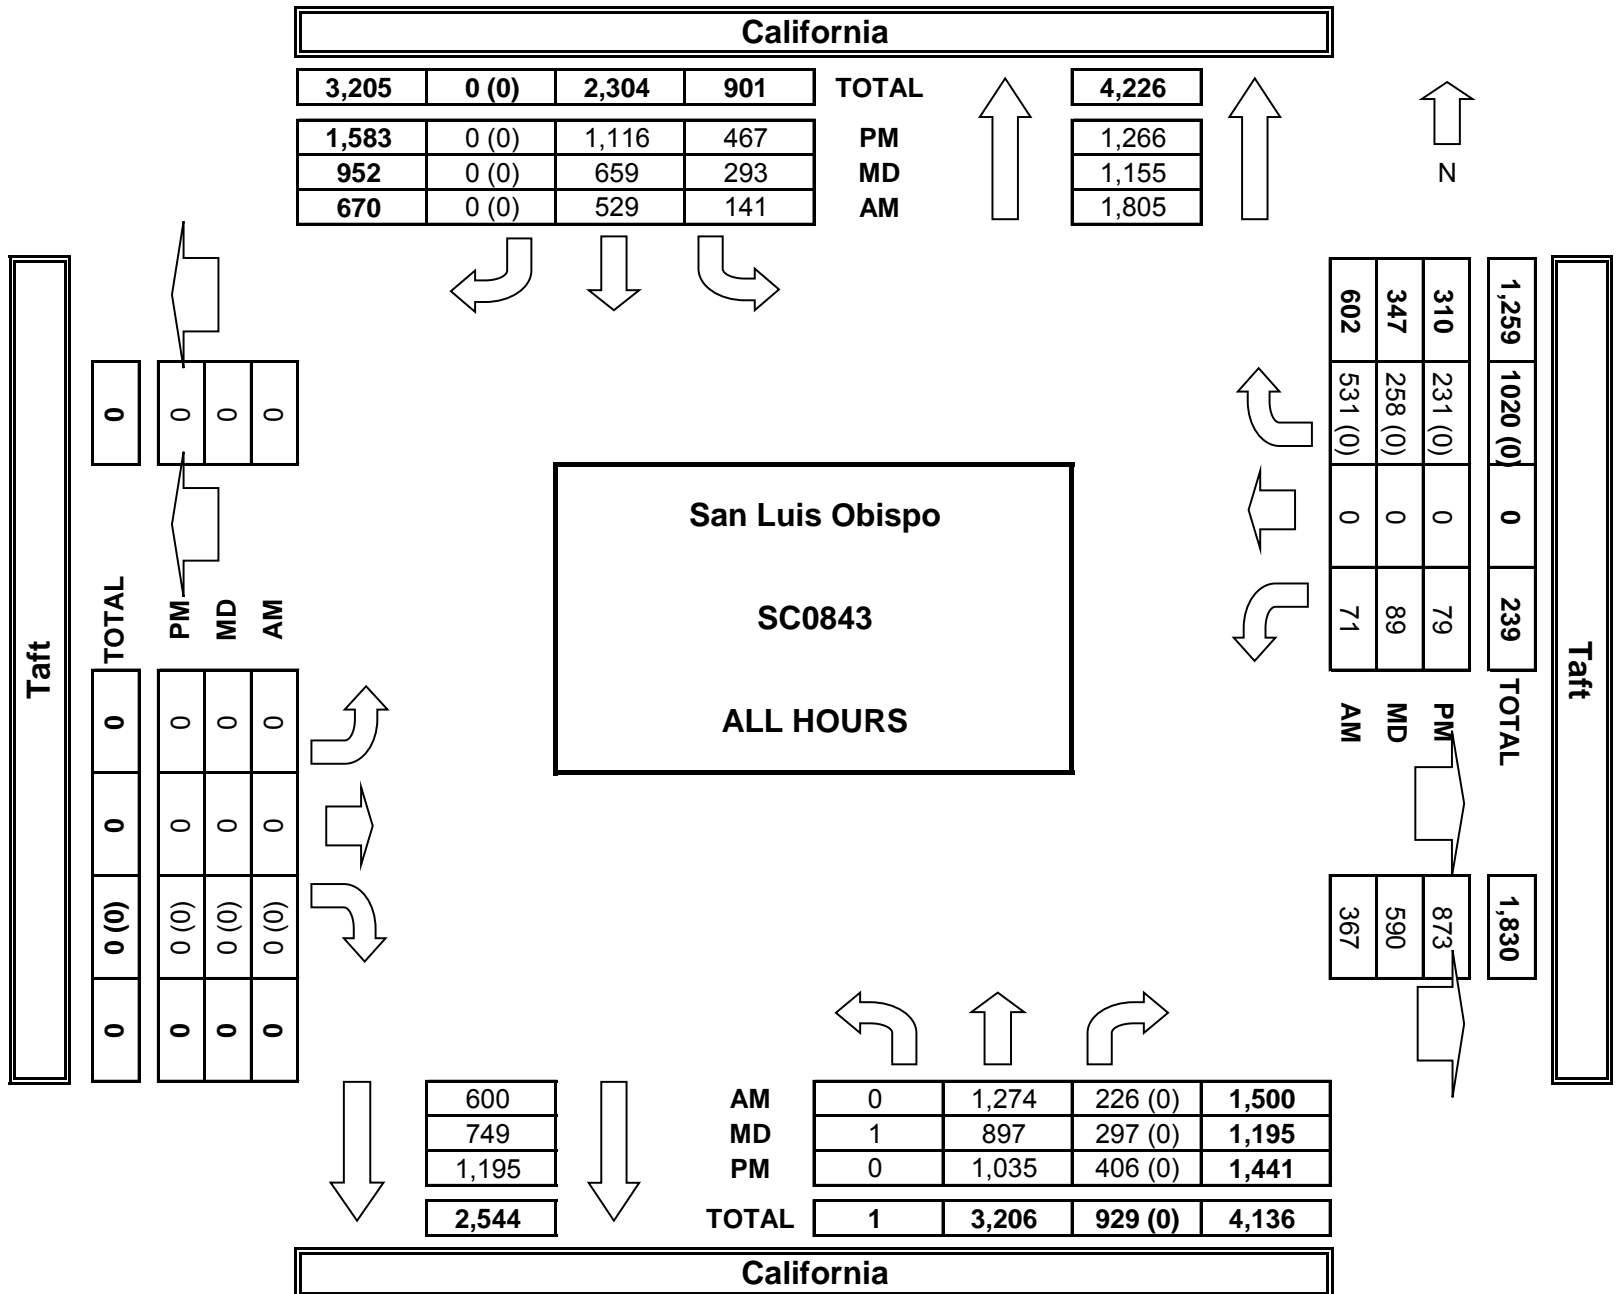 California
3,205 0 (0) 2,304 901 TOTAL 4,226
1,583 0 (0) 1,116 467 PM 1,266
952 0 (0) 659 293 MD 1,155
670 0 (0) 529 141 AM 1,805
N
Taft
0
0
0
0
TOTAL
PM
MD
AM
0 0 0 (0) 0
0 0 0 (0) 0
0 0 0 (0) 0
0 0 0 (0) 0
San Luis Obispo
SC0843
ALL HOURS
1,259 1020 (0) 0 239 TOTAL
310 231 (0) 0 79 PM
347 258 (0) 0 89 MD
602 531 (0) 0 71 AM
1,830
873
590
367
Taft
600 AM 0 1,274 226 (0) 1,500
749 MD 1 897 297 (0) 1,195
1,195 PM 0 1,035 406 (0) 1,441
2,544 TOTAL 1 3,206 929 (0) 4,136
California